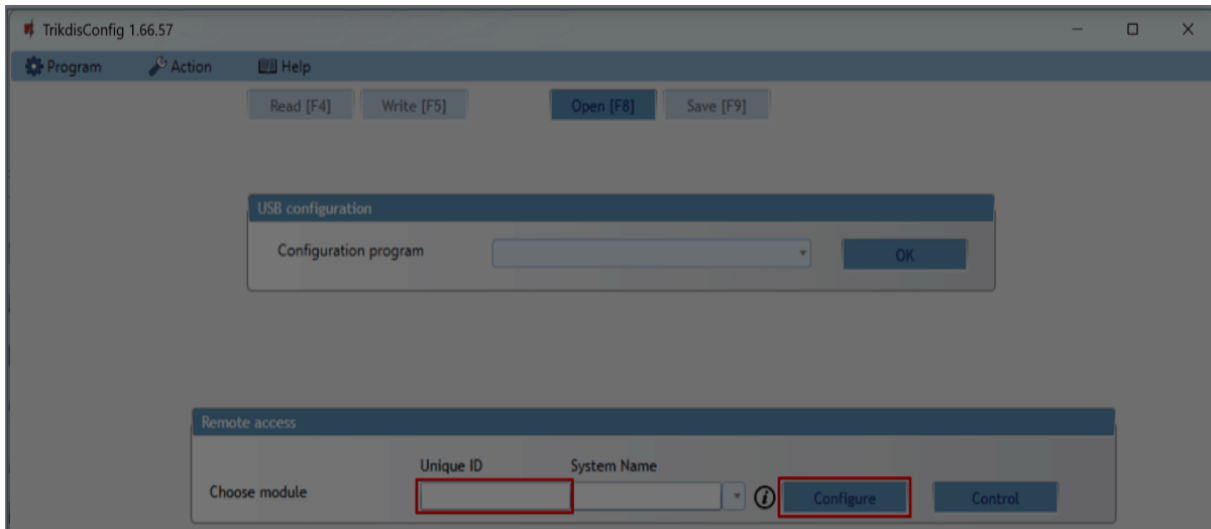 TrikdisConfig 1.66.57
Program Action Help
Read [F4] Write [F5] Open [F8] Save [F9]
USB configuration
Configuration program OK
Remote access
Unique ID System Name
Choose module i Configure Control